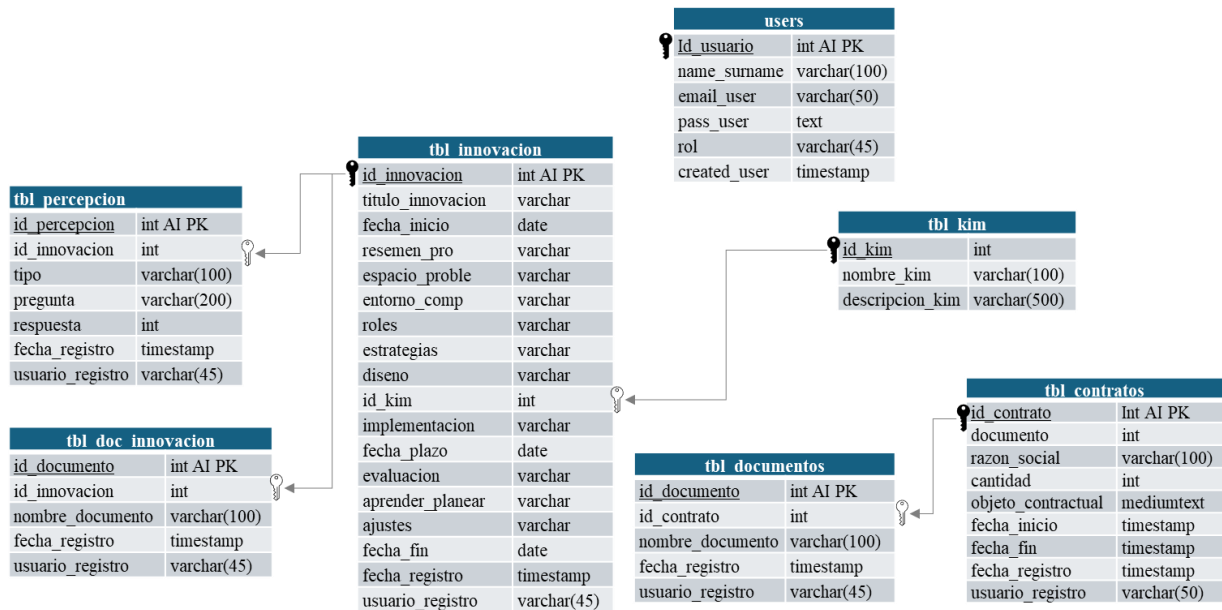 users
Id_usuario int AI PK
name_surname varchar(100)
email_user varchar(50)
pass_user text
rol varchar(45)
created_user timestamp
tbl_innovacion
id_innovacion int AI PK
titulo_innovacion varchar
fecha_inicio date
resemen_pro varchar
espacio_proble varchar
entorno_comp varchar
roles varchar
estrategias varchar
diseno varchar
id_kim int
implementacion varchar
fecha_plazo date
evaluacion varchar
aprender_planear varchar
ajustes varchar
fecha_fin date
fecha_registro timestamp
usuario_registro varchar(45)
tbl_percepcion
id_percepcion int AI PK
id_innovacion int
tipo varchar(100)
pregunta varchar(200)
respuesta int
fecha_registro timestamp
usuario_registro varchar(45)
tbl_kim
id_kim int
nombre_kim varchar(100)
descripcion_kim varchar(500)
tbl_contratos
id_contrato Int AI PK
documento int
razon_social varchar(100)
cantidad int
objeto_contractual mediumtext
fecha_inicio timestamp
fecha_fin timestamp
fecha_registro timestamp
usuario_registro varchar(50)
tbl_doc_innovacion
id_documento int AI PK
id_innovacion int
nombre_documento varchar(100)
fecha_registro timestamp
usuario_registro varchar(45)
tbl_documentos
id_documento int AI PK
id_contrato int
nombre_documento varchar(100)
fecha_registro timestamp
usuario_registro varchar(45)